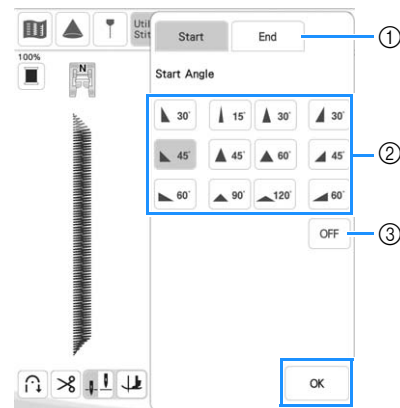 Util
Stit
Start
End
①
100%
N
Start Angle
30° 15° 30° 30°
45° 45° 60° 45°
②
60° 90° 120° 60°
OFF
③
OK